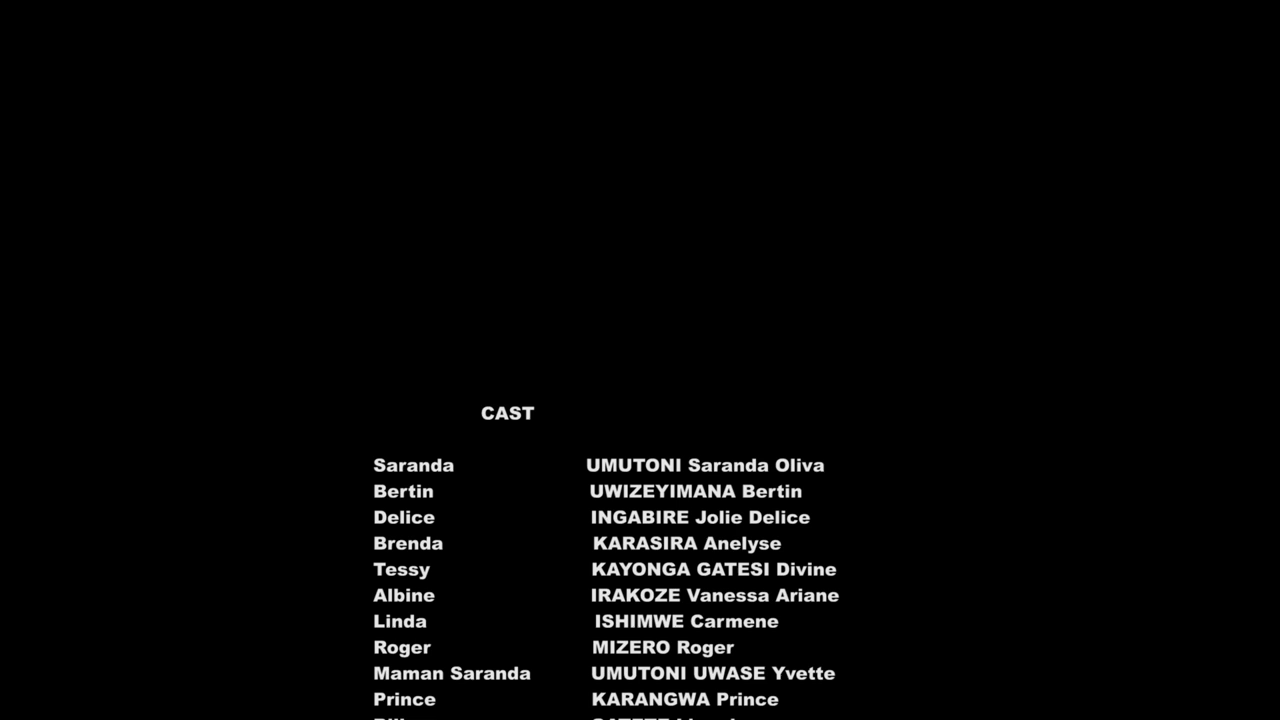 CAST
Saranda UMUTONI Saranda Oliva
Bertin UWIZEYIMANA Bertin
Delice INGABIRE Jolie Delice
Brenda KARASIRA Anelyse
Tessy KAYONGA GATESI Divine
Albine IRAKOZE Vanessa Ariane
Linda ISHIMWE Carmene
Roger MIZERO Roger
Maman Saranda UMUTONI UWASE Yvette
Prince KARANGWA Prince